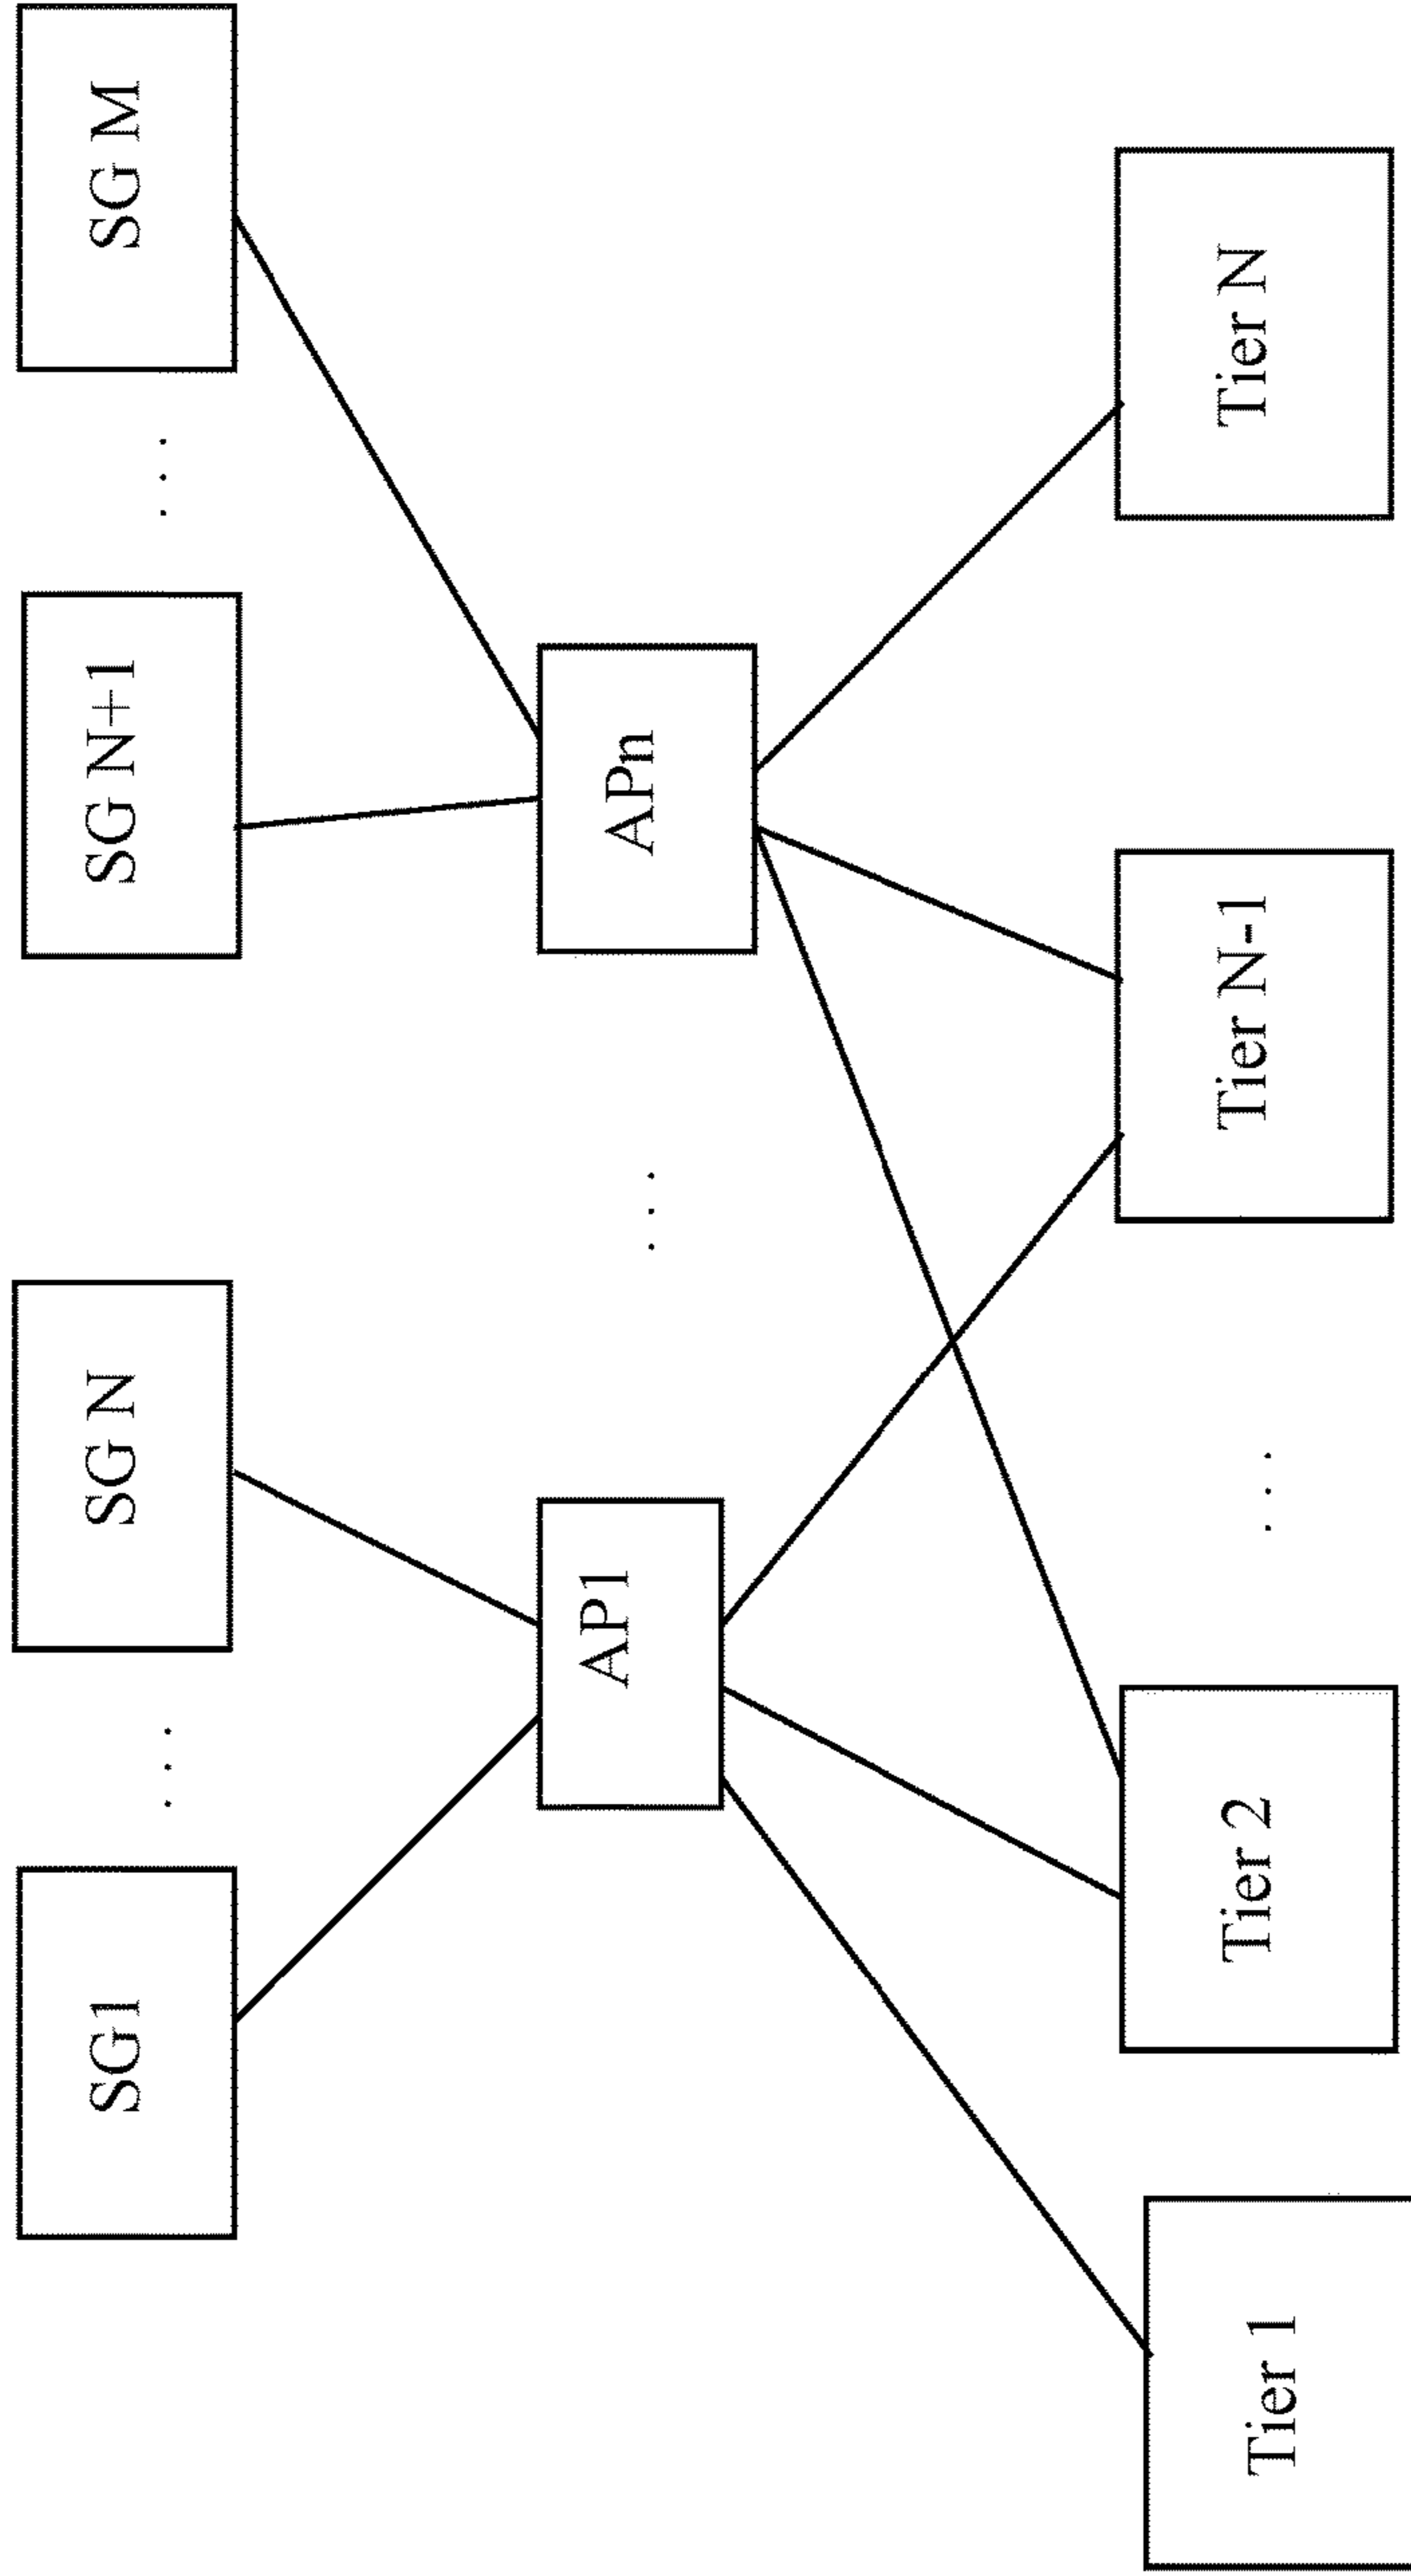 SG1
. . .
SG N
SG N+1
. . .
SG M
AP1
. . .
APn
Tier 1
Tier 2
. . .
Tier N-1
Tier N